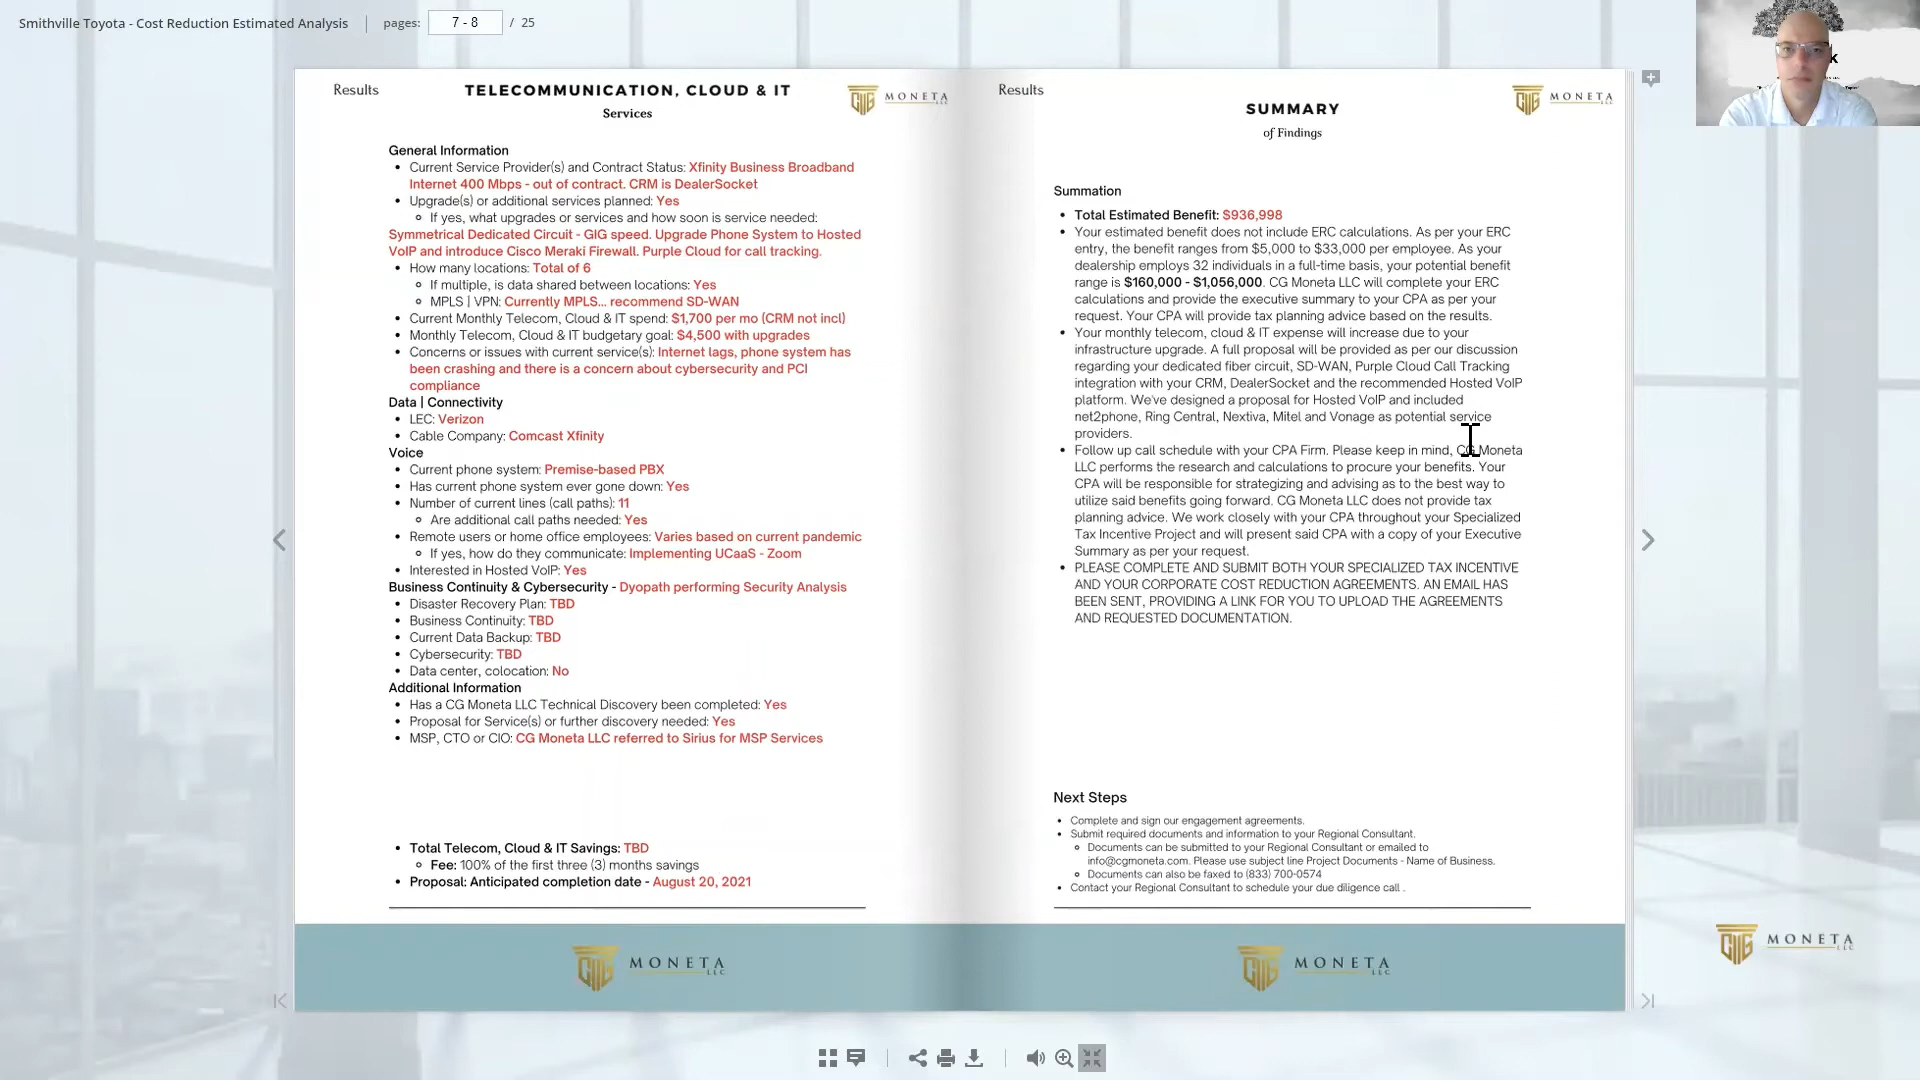 Smithville Toyota - Cost Reduction Estimated Analysis
pages:
7 - 8
/ 25
Results
TELECOMMUNICATION, CLOUD & IT
Services
MONETA
LLC
General Information
• Current Service Provider(s) and Contract Status: Xfinity Business Broadband
Internet 400 Mbps - out of contract. CRM is DealerSocket
• Upgrade(s) or additional services planned: Yes
If yes, what upgrades or services and how soon is service needed:
Symmetrical Dedicated Circuit - GIG speed. Upgrade Phone System to Hosted
VoIP and introduce Cisco Meraki Firewall. Purple Cloud for call tracking.
• How many locations: Total of 6
If multiple, is data shared between locations: Yes
MPLS | VPN: Currently MPLS... recommend SD-WAN
• Current Monthly Telecom, Cloud & IT spend: $1,700 per mo (CRM not incl)
• Monthly Telecom, Cloud & IT budgetary goal: $4,500 with upgrades
• Concerns or issues with current service(s): Internet lags, phone system has
been crashing and there is a concern about cybersecurity and PCI
compliance
Data | Connectivity
• LEC: Verizon
• Cable Company: Comcast Xfinity
Voice
• Current phone system: Premise-based PBX
• Has current phone system ever gone down: Yes
• Number of current lines (call paths): 11
Are additional call paths needed: Yes
• Remote users or home office employees: Varies based on current pandemic
If yes, how do they communicate: Implementing UCaaS - Zoom
• Interested in Hosted VoIP: Yes
Business Continuity & Cybersecurity - Dyopath performing Security Analysis
• Disaster Recovery Plan: TBD
• Business Continuity: TBD
• Current Data Backup: TBD
• Cybersecurity: TBD
• Data center, colocation: No
Additional Information
• Has a CG Moneta LLC Technical Discovery been completed: Yes
• Proposal for Service(s) or further discovery needed: Yes
• MSP, CTO or CIO: CG Moneta LLC referred to Sirius for MSP Services
• Total Telecom, Cloud & IT Savings: TBD
Fee: 100% of the first three (3) months savings
• Proposal: Anticipated completion date - August 20, 2021
MONETA
LLC
Results
SUMMARY
of Findings
MONETA
LLC
Summation
• Total Estimated Benefit: $936,998
• Your estimated benefit does not include ERC calculations. As per your ERC
entry, the benefit ranges from $5,000 to $33,000 per employee. As your
dealership employs 32 individuals in a full-time basis, your potential benefit
range is $160,000 - $1,056,000. CG Moneta LLC will complete your ERC
calculations and provide the executive summary to your CPA as per your
request. Your CPA will provide tax planning advice based on the results.
• Your monthly telecom, cloud & IT expense will increase due to your
infrastructure upgrade. A full proposal will be provided as per our discussion
regarding your dedicated fiber circuit, SD-WAN, Purple Cloud Call Tracking
integration with your CRM, DealerSocket and the recommended Hosted VoIP
platform. We've designed a proposal for Hosted VoIP and included
net2phone, Ring Central, Nextiva, Mitel and Vonage as potential service
providers.
• Follow up call schedule with your CPA Firm. Please keep in mind, CG Moneta
LLC performs the research and calculations to procure your benefits. Your
CPA will be responsible for strategizing and advising as to the best way to
utilize said benefits going forward. CG Moneta LLC does not provide tax
planning advice. We work closely with your CPA throughout your Specialized
Tax Incentive Project and will present said CPA with a copy of your Executive
Summary as per your request.
• PLEASE COMPLETE AND SUBMIT BOTH YOUR SPECIALIZED TAX INCENTIVE
AND YOUR CORPORATE COST REDUCTION AGREEMENTS. AN EMAIL HAS
BEEN SENT, PROVIDING A LINK FOR YOU TO UPLOAD THE AGREEMENTS
AND REQUESTED DOCUMENTATION.
Next Steps
• Complete and sign our engagement agreements.
• Submit required documents and information to your Regional Consultant.
Documents can be submitted to your Regional Consultant or emailed to
info@cgmoneta.com. Please use subject line Project Documents - Name of Business.
Documents can also be faxed to (833) 700-0574
• Contact your Regional Consultant to schedule your due diligence call .
MONETA
LLC
MONETA
LLC